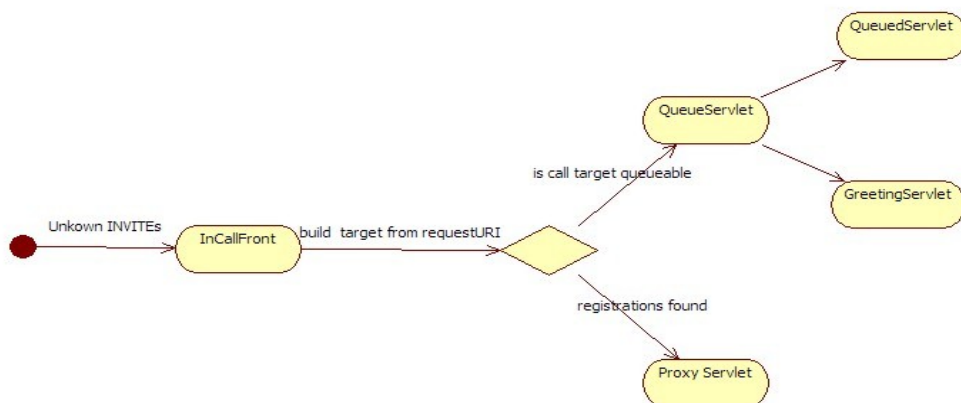 QueuedServlet
QueueServlet
is call target queueable
GreetingServlet
Unkown INVITEs
InCallFront
build target from requestURI
registrations found
Proxy Servlet